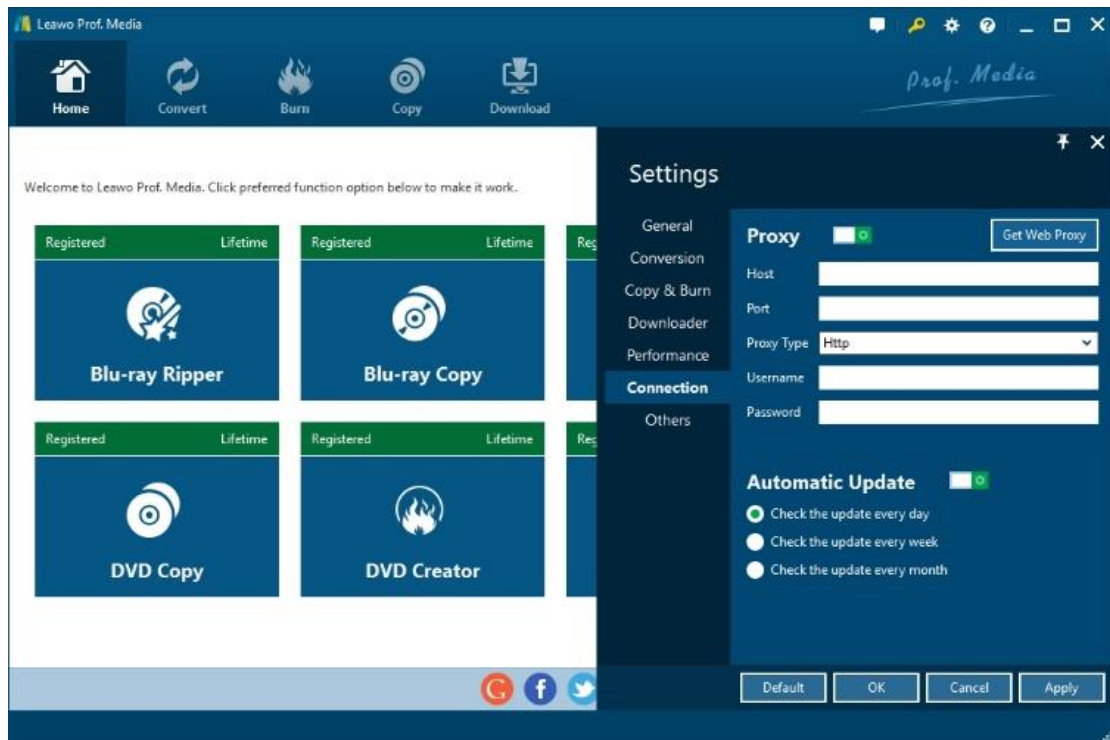 Leawo Prof. Media
Home
Convert
Burn
Copy
Download
Prof. Media
Welcome to Leawo Prof. Media. Click preferred function option below to make it work.
Registered Lifetime
Blu-ray Ripper
Registered Lifetime
Blu-ray Copy
Reg
Registered Lifetime
DVD Copy
Registered Lifetime
DVD Creator
Reg
G f
Settings
General
Conversion
Copy & Burn
Downloader
Performance
Connection
Others
Proxy
Get Web Proxy
Host
Port
Proxy Type Http
Username
Password
Automatic Update
Check the update every day
Check the update every week
Check the update every month
Default OK Cancel Apply